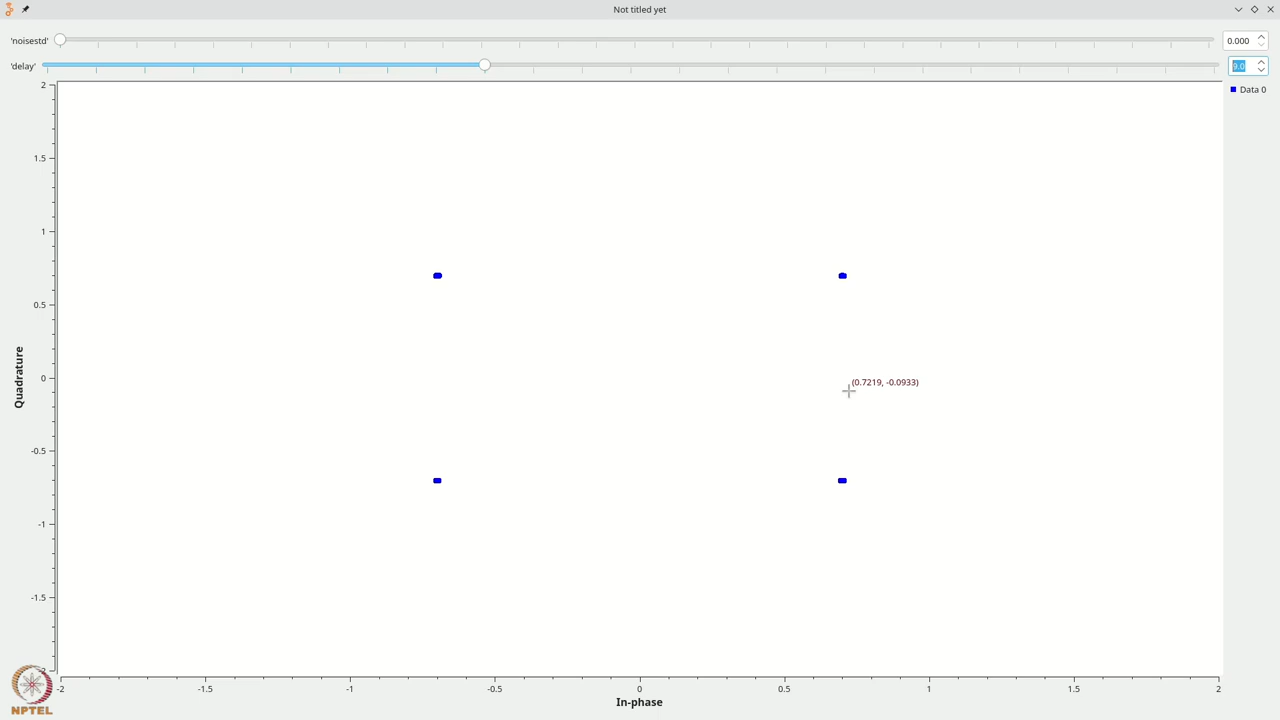 Not titled yet
'noisestd' 0.000
'delay' 9.0
Data 0
2
1.5
1
0.5
0
-0.5
-1
-1.5
-2
Quadrature
(0.7219, -0.0933)
-2 -1.5 -1 -0.5 0 0.5 1 1.5 2
In-phase
NPTEL